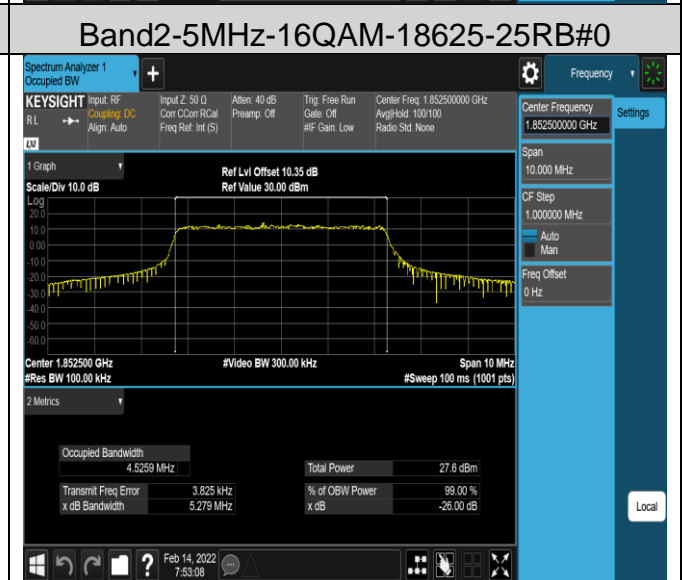 Band2-5MHz-16QAM-18625-25RB#0
Spectrum Analyzer 1
Occupied BW
+
Frequency
KEYSIGHT
RL
LXI
Input: RF
Coupling: DC
Align: Auto
Input Z: 50 Ω
Corr CCorr RCal
Freq Ref: Int (S)
Atten: 40 dB
Preamp: Off
Trig: Free Run
Gate: Off
#IF Gain: Low
Center Freq: 1.852500000 GHz
Avg|Hold: 100/100
Radio Std: None
Center Frequency
1.852500000 GHz
Settings
Span
10.000 MHz
CF Step
1.000000 MHz
Auto
Man
Freq Offset
0 Hz
1 Graph
Scale/Div 10.0 dB
Ref Lvl Offset 10.35 dB
Ref Value 30.00 dBm
Log
20.0
10.0
0.00
-10.0
-20.0
-30.0
-40.0
-50.0
-60.0
Center 1.852500 GHz
#Res BW 100.00 kHz
#Video BW 300.00 kHz
Span 10 MHz
#Sweep 100 ms (1001 pts)
2 Metrics
Occupied Bandwidth
4.5259 MHz
Total Power 27.6 dBm
Transmit Freq Error 3.825 kHz
% of OBW Power 99.00 %
x dB Bandwidth 5.279 MHz
x dB -26.00 dB
Local
?
Feb 14, 2022
7:53:08